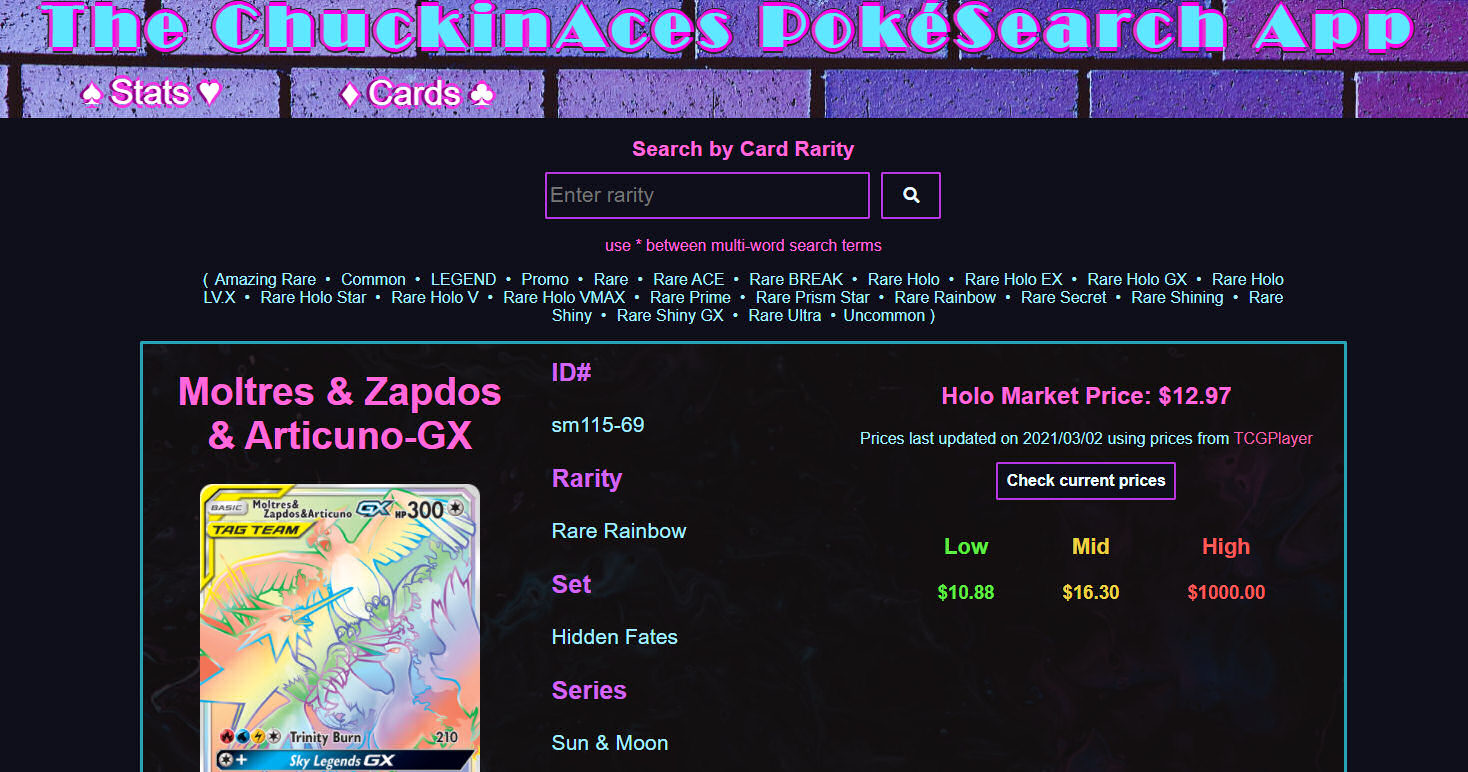 The ChuckinAces PokéSearch App
♠ Stats ♥
♦ Cards ♣
Search by Card Rarity
Enter rarity
use * between multi-word search terms
( Amazing Rare • Common • LEGEND • Promo • Rare • Rare ACE • Rare BREAK • Rare Holo • Rare Holo EX • Rare Holo GX • Rare Holo
LV.X • Rare Holo Star • Rare Holo V • Rare Holo VMAX • Rare Prime • Rare Prism Star • Rare Rainbow • Rare Secret • Rare Shining • Rare
Shiny • Rare Shiny GX • Rare Ultra • Uncommon )
Moltres & Zapdos
& Articuno-GX
BASIC Moltres&
Zapdos&Articuno GX HP 300
TAG TEAM
Trinity Burn 210
+ Sky Legends GX
ID#
sm115-69
Rarity
Rare Rainbow
Set
Hidden Fates
Series
Sun & Moon
Holo Market Price: $12.97
Prices last updated on 2021/03/02 using prices from TCGPlayer
Check current prices
Low Mid High
$10.88 $16.30 $1000.00